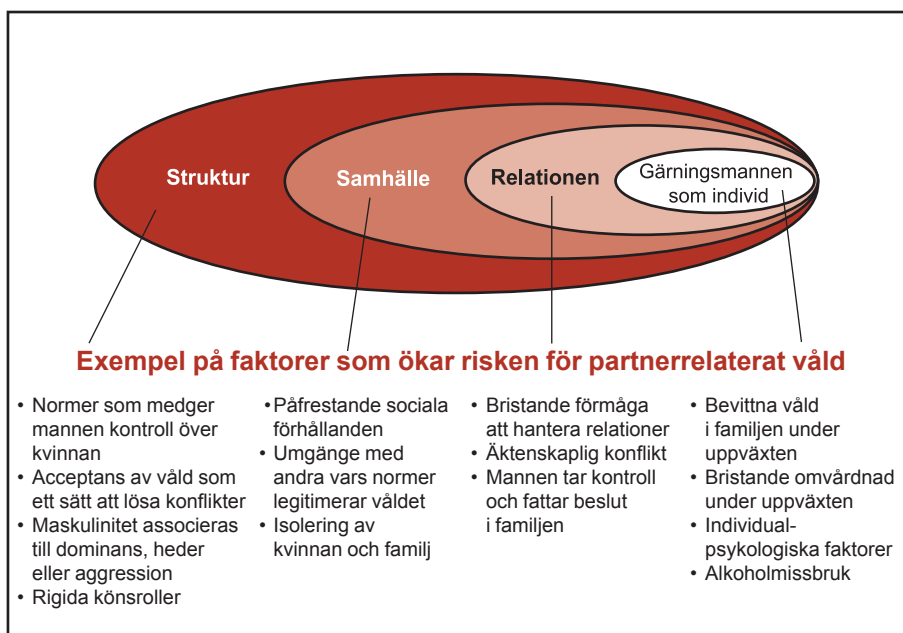 Struktur
Samhälle
Relationen
Gärningsmannen
som individ
Exempel på faktorer som ökar risken för partnerrelaterat våld
• Normer som medger
mannen kontroll över
kvinnan
• Acceptans av våld som
ett sätt att lösa konflikter
• Maskulinitet associeras
till dominans, heder
eller aggression
• Rigida könsroller
• Påfrestande sociala
förhållanden
• Umgänge med
andra vars normer
legitimerar våldet
• Isolering av
kvinnan och familj
• Bristande förmåga
att hantera relationer
• Äktenskaplig konflikt
• Mannen tar kontroll
och fattar beslut
i familjen
• Bevittna våld
i familjen under
uppväxten
• Bristande omvårdnad
under uppväxten
• Individual-
psykologiska faktorer
• Alkoholmissbruk